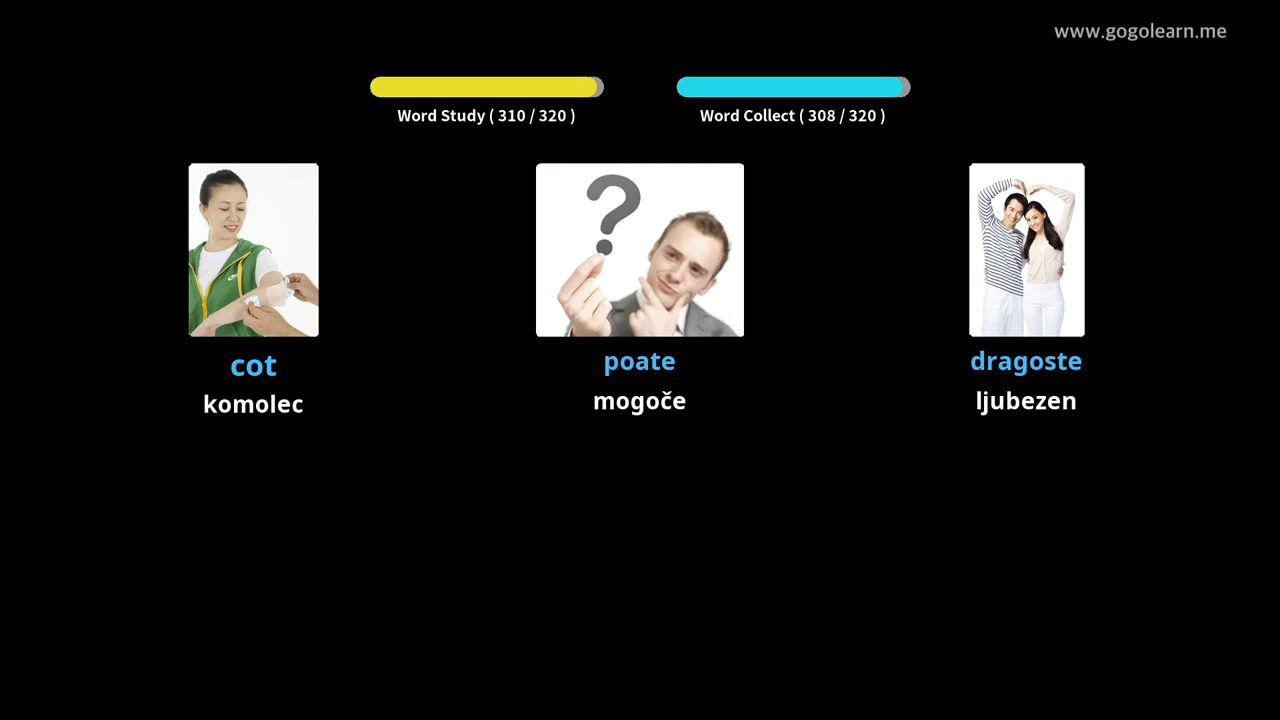 www.gogolearn.me
Word Study ( 310 / 320 )
Word Collect ( 308 / 320 )
cot
komolec
poate
mogoče
dragoste
ljubezen